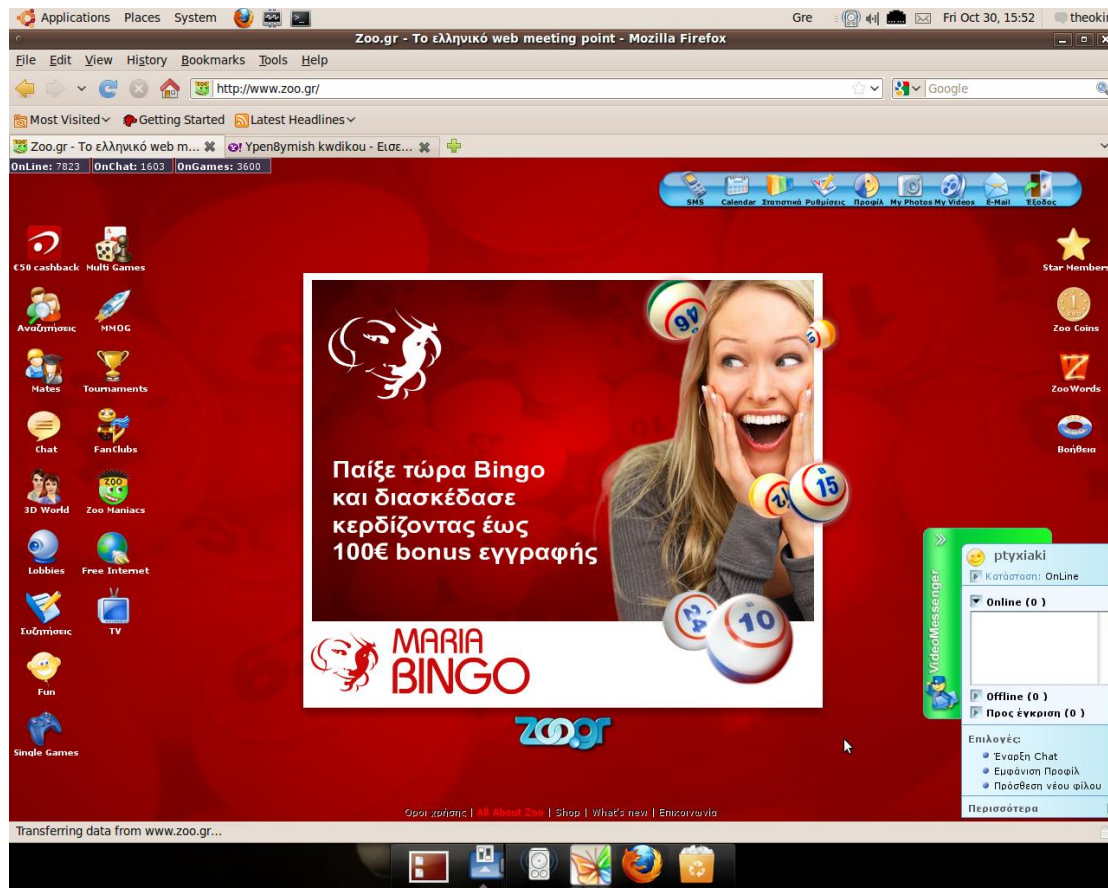 Applications Places System
Gre Fri Oct 30, 15:52 theokir
Zoo.gr - Το ελληνικό web meeting point - Mozilla Firefox
File Edit View History Bookmarks Tools Help
http://www.zoo.gr/
Google
Most Visited Getting Started Latest Headlines
Zoo.gr - Το ελληνικό web m...
Ypen8ymish kwdikou - Εισε...
OnLine: 7823 OnChat: 1603 OnGames: 3600
SMS Calendar Στατιστικά Ρυθμίσεις Προφίλ My Photos My Videos E-Mail Έξοδος
€50 cashback Multi Games
Star Members
Αναζητήσεις MMOG
Zoo Coins
Mates Tournaments
Zoo Words
Chat FanClubs
Βοήθεια
3D World Zoo Maniacs
ZOO
Lobbies Free Internet
Συζητήσεις TV
Fun
Single Games
Παίξε τώρα Bingo
και διασκέδασε
κερδίζοντας έως
100€ bonus εγγραφής
46
B
15
12
24
B
10
MARIA
BINGO
zoo.gr
VideoMessenger
ptyxiaki
Κατάσταση: OnLine
Online (0 )
Offline (0 )
Προς έγκριση (0 )
Επιλογές:
Έναρξη Chat
Εμφάνιση Προφίλ
Πρόσθεση νέου φίλου
Περισσότερα
Όροι χρήσης | All About Zoo | Shop | What's new | Επικοινωνία
Transferring data from www.zoo.gr...